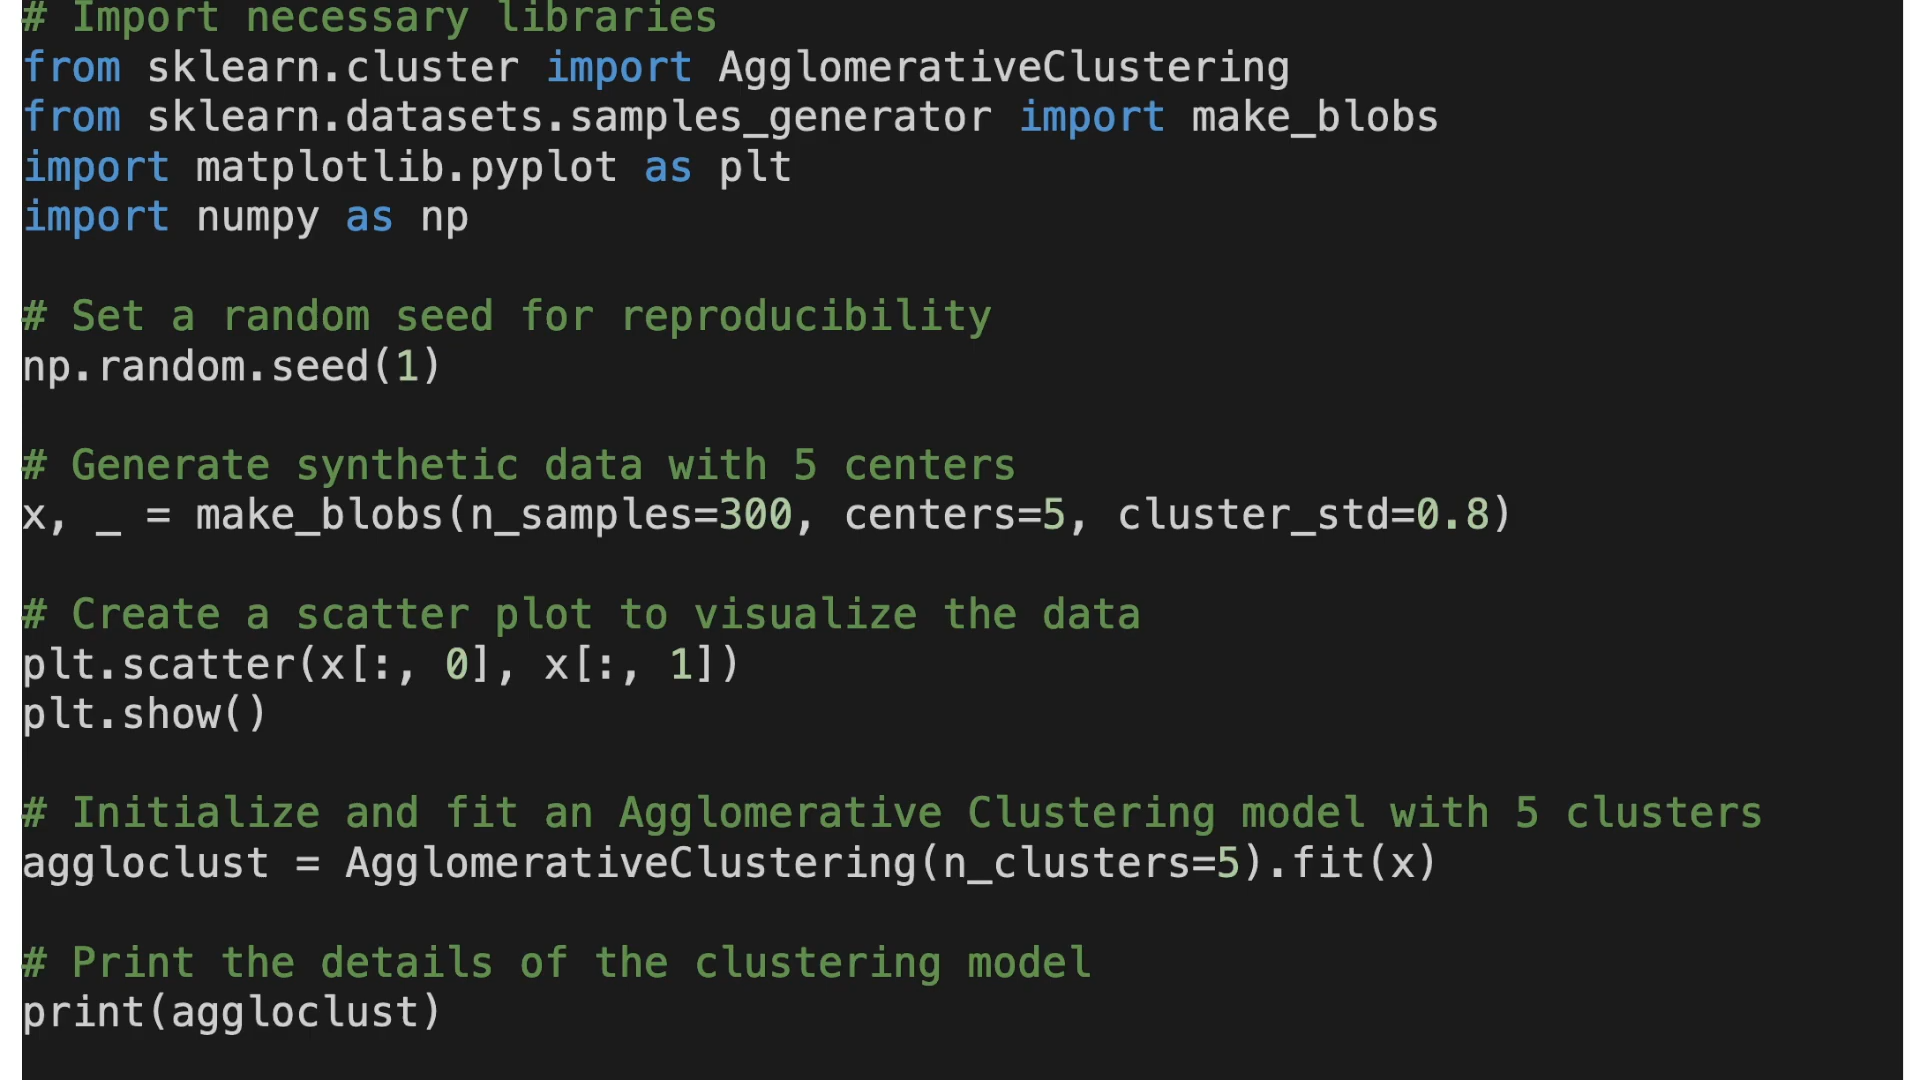 # Import necessary libraries
from sklearn.cluster import AgglomerativeClustering
from sklearn.datasets.samples_generator import make_blobs
import matplotlib.pyplot as plt
import numpy as np
# Set a random seed for reproducibility
np.random.seed(1)
# Generate synthetic data with 5 centers
x, _ = make_blobs(n_samples=300, centers=5, cluster_std=0.8)
# Create a scatter plot to visualize the data
plt.scatter(x[:, 0], x[:, 1])
plt.show()
# Initialize and fit an Agglomerative Clustering model with 5 clusters
aggloclust = AgglomerativeClustering(n_clusters=5).fit(x)
# Print the details of the clustering model
print(aggloclust)